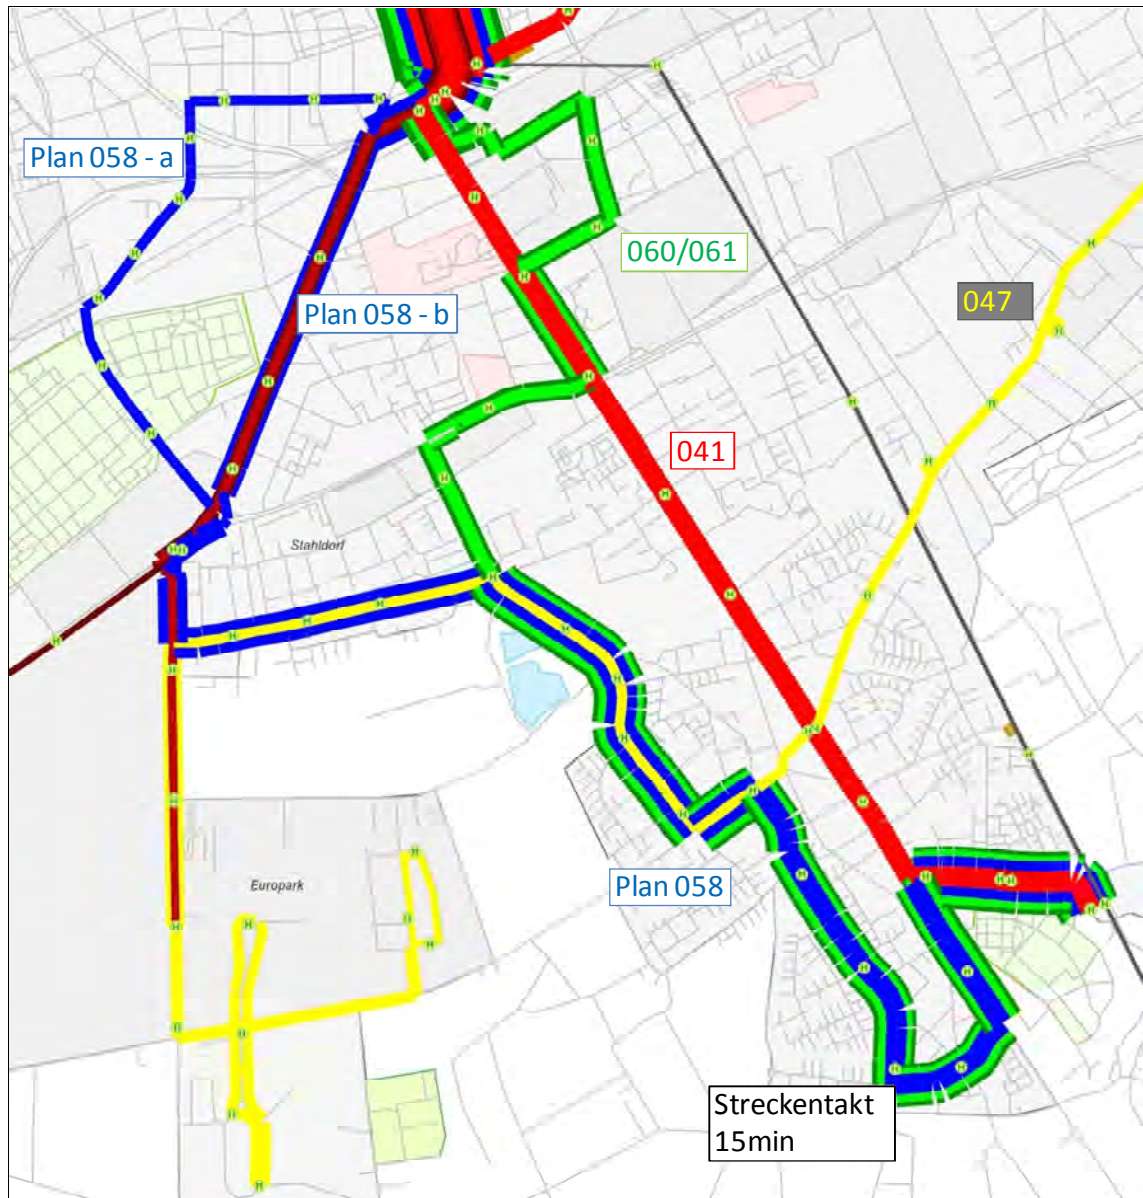 Plan 058 - a
060/061
047
Plan 058 - b
041
Stahldorf
Plan 058
Europark
Streckentakt
15min